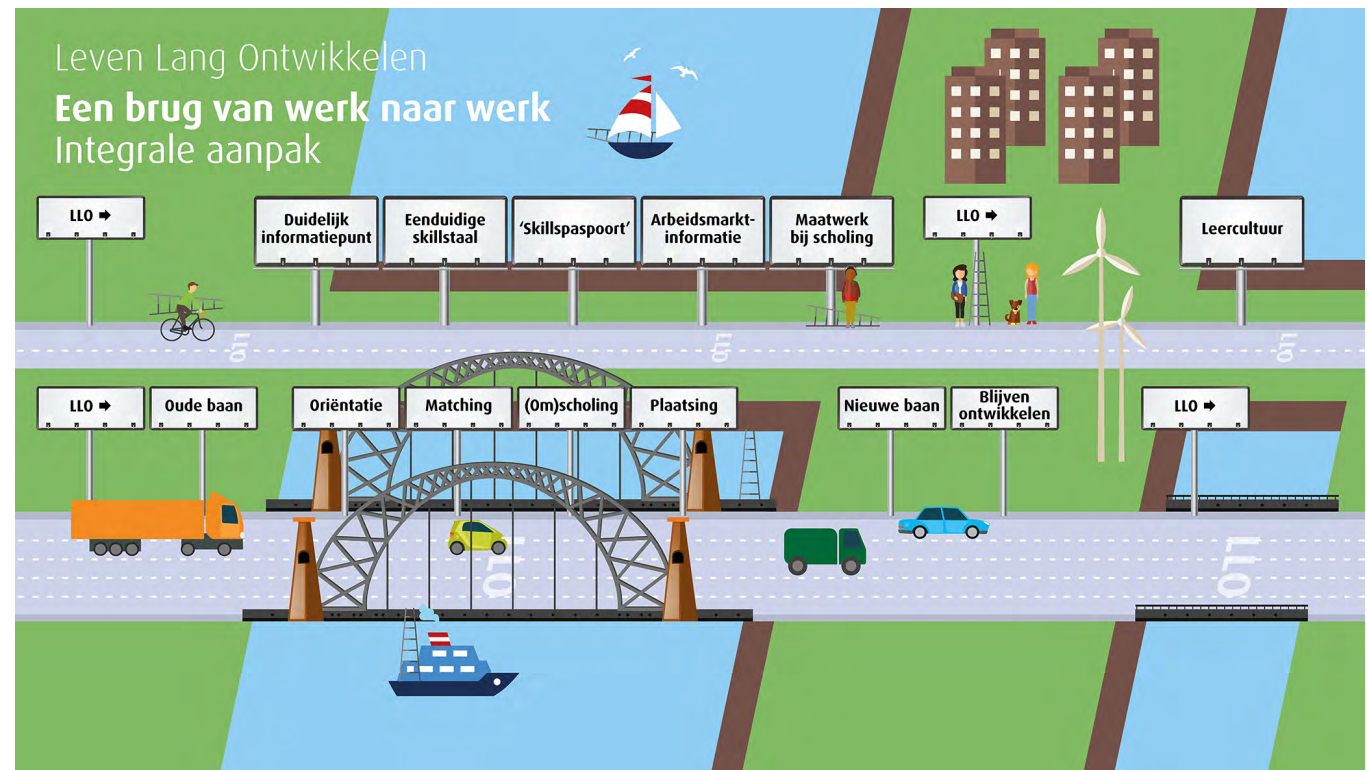 Leven Lang Ontwikkelen
Een brug van werk naar werk
Integrale aanpak
LLO ➡
Duidelijk
informatiepunt
Eenduidige
skillstaal
‘Skillspaspoort’
Arbeidsmarkt-
informatie
Maatwerk
bij scholing
LLO ➡
Leercultuur
LLO
LLO
LLO
LLO ➡
Oude baan
Oriëntatie
Matching
(Om)scholing
Plaatsing
Nieuwe baan
Blijven
ontwikkelen
LLO ➡
LLO
LLO